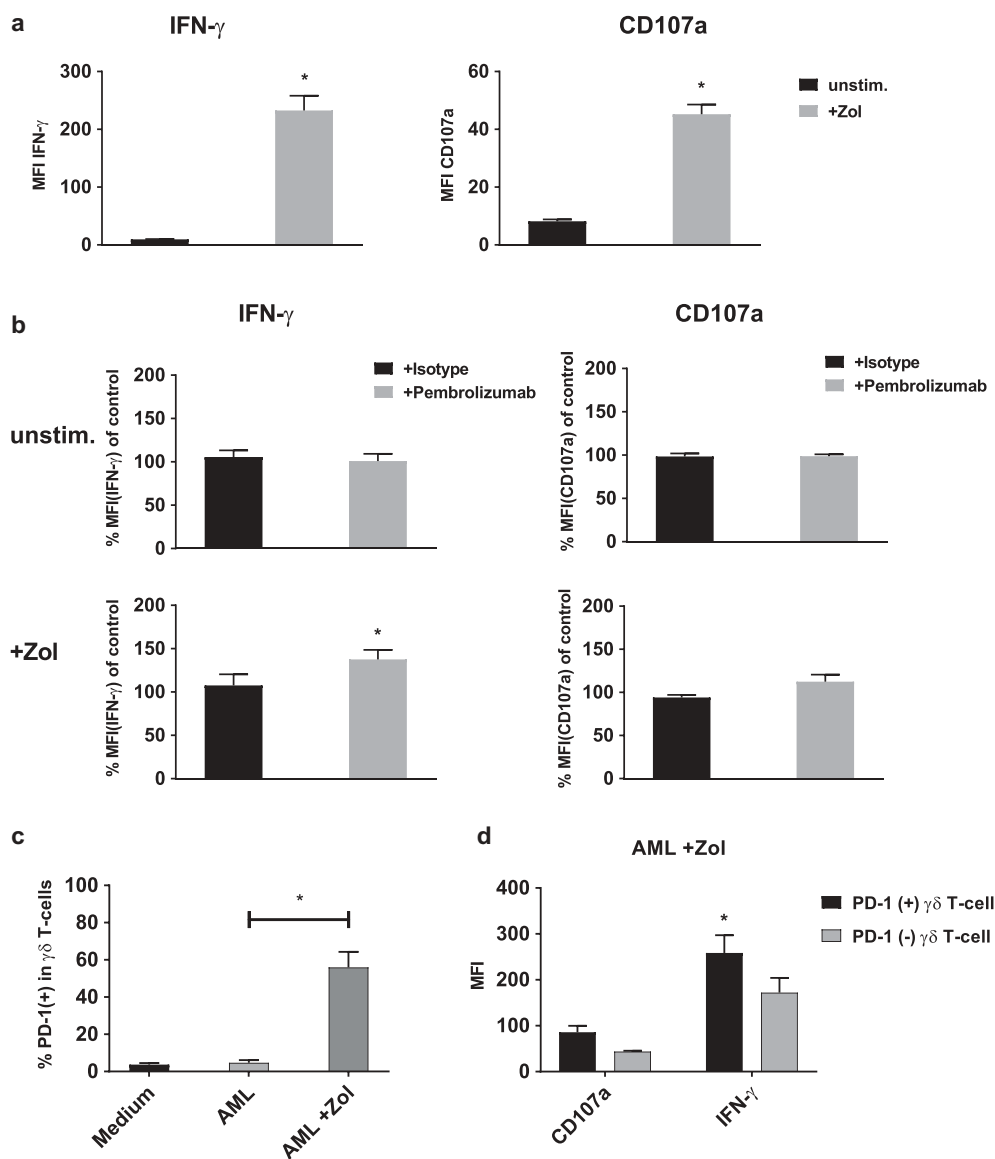 a
IFN-γ
CD107a
MFI IFN-γ
300
200
100
0
*
MFI CD107a
60
40
20
0
*
unstim.
+Zol
b
IFN-γ
CD107a
unstim.
% MFI(IFN-γ) of control
200
150
100
50
0
+Isotype
+Pembrolizumab
% MFI(CD107a) of control
200
150
100
50
0
+Isotype
+Pembrolizumab
+Zol
% MFI(IFN-γ) of control
200
150
100
50
0
*
% MFI(CD107a) of control
200
150
100
50
0
c
% PD-1(+) in γδ T-cells
100
80
60
40
20
0
*
Medium
AML
AML +Zol
d
AML +Zol
MFI
400
300
200
100
0
*
CD107a
IFN-γ
PD-1 (+) γδ T-cell
PD-1 (-) γδ T-cell